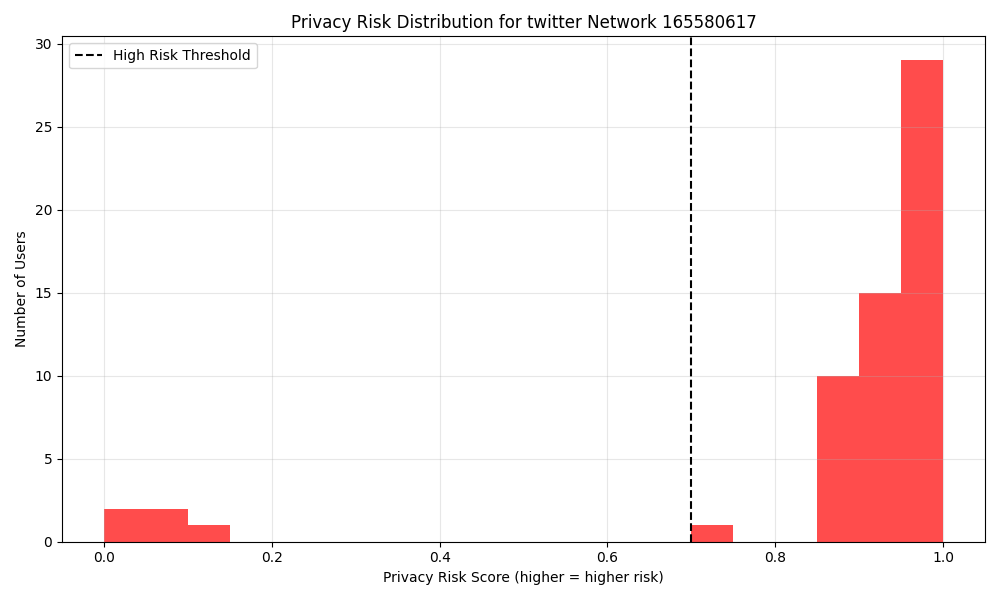 Privacy Risk Distribution for twitter Network 165580617
High Risk Threshold
Number of Users
30
25
20
15
10
5
0
0.0 0.2 0.4 0.6 0.8 1.0
Privacy Risk Score (higher = higher risk)